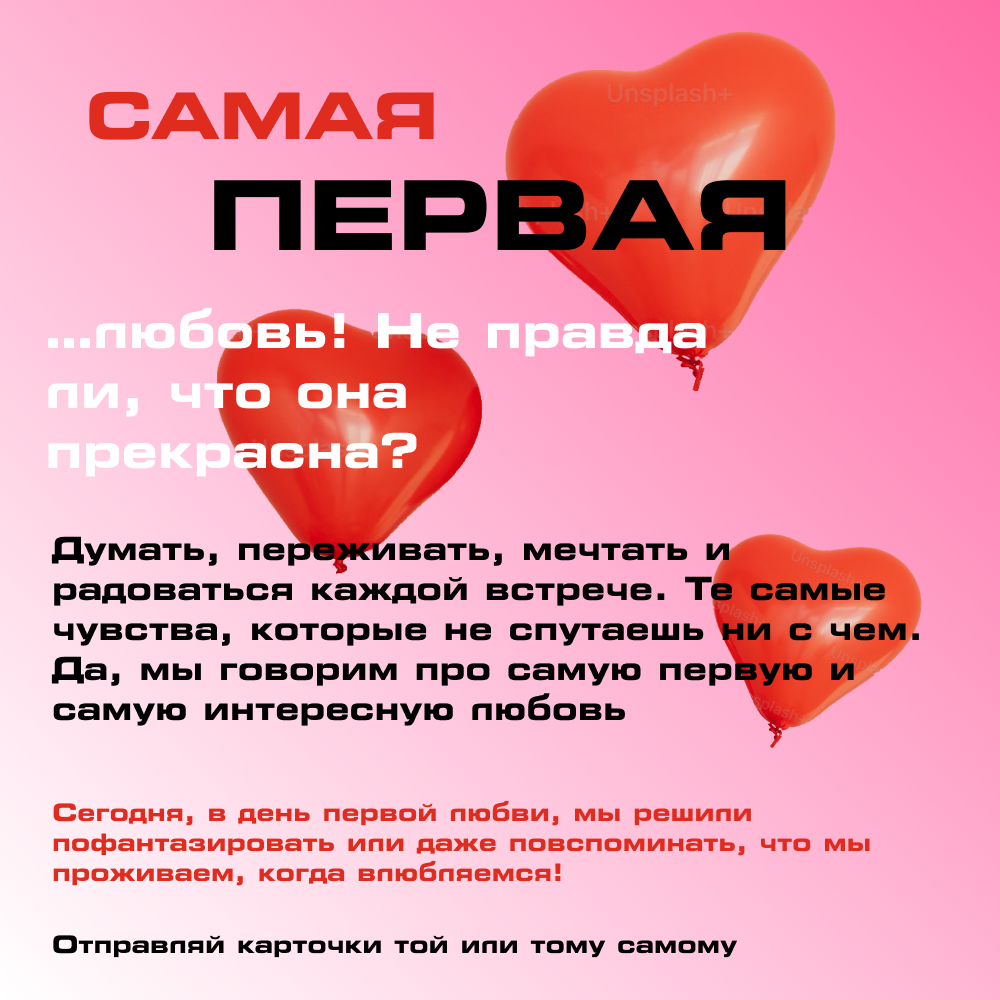 САМАЯ
ПЕРВАЯ
...любовь! Не правда
ли, что она
прекрасна?
Думать, переживать, мечтать и
радоваться каждой встрече. Те самые
чувства, которые не спутаешь ни с чем.
Да, мы говорим про самую первую и
самую интересную любовь
Сегодня, в день первой любви, мы решили
пофантазировать или даже повспоминать, что мы
проживаем, когда влюбляемся!
Отправляй карточки той или тому самому
Unsplash+
Unsplash+